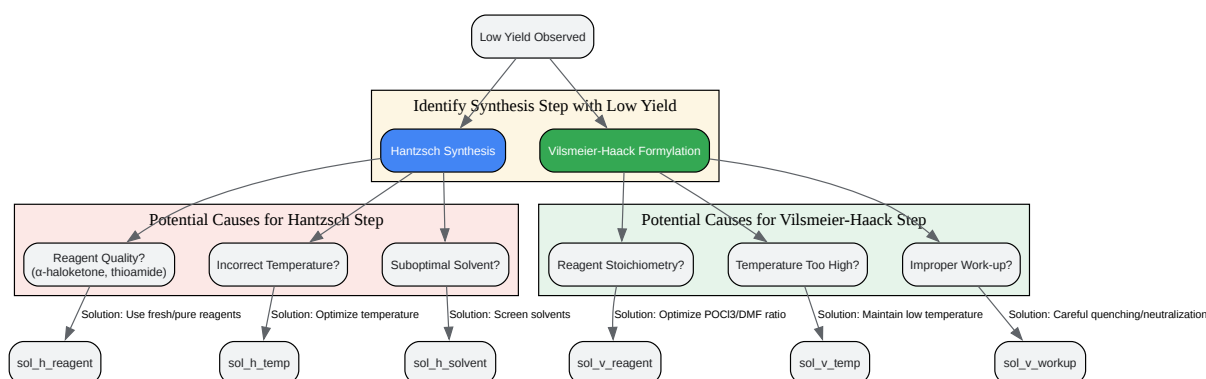 Low Yield Observed
Identify Synthesis Step with Low Yield
Hantzsch Synthesis
Vilsmeier-Haack Formylation
Potential Causes for Hantzsch Step
Potential Causes for Vilsmeier-Haack Step
Reagent Quality?
(α-haloketone, thioamide)
Incorrect Temperature?
Suboptimal Solvent?
Reagent Stoichiometry?
Temperature Too High?
Improper Work-up?
Solution: Use fresh/pure reagents
Solution: Optimize temperature
Solution: Screen solvents
Solution: Optimize POCl3/DMF ratio
Solution: Maintain low temperature
Solution: Careful quenching/neutralization
sol_h_reagent
sol_h_temp
sol_h_solvent
sol_v_reagent
sol_v_temp
sol_v_workup